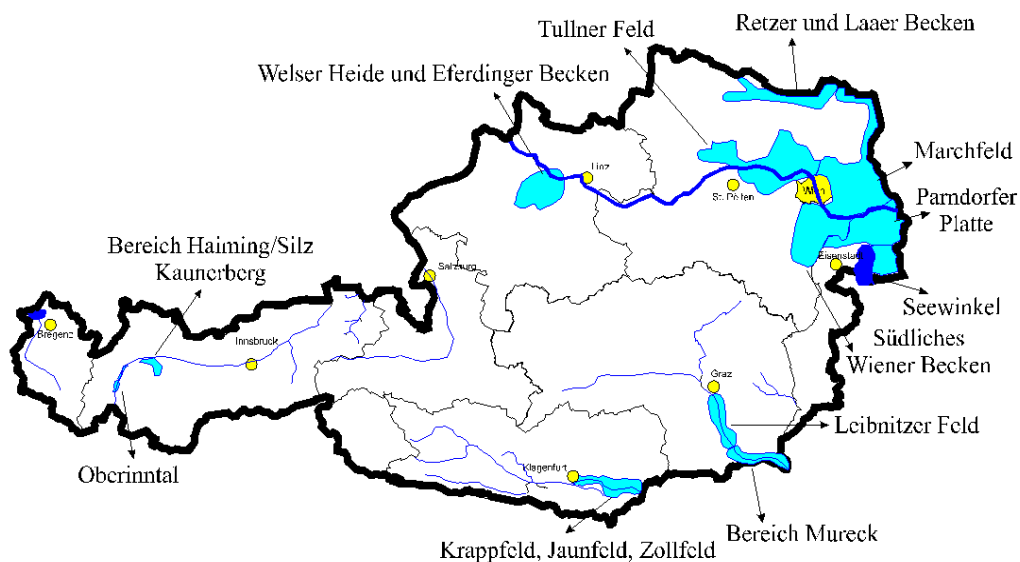 Retzer und Laaer Becken
Tullner Feld
Welser Heide und Eferdinger Becken
Marchfeld
Linz
St. Pölten
Wien
Parndorfer
Platte
Bereich Haiming/Silz
Kaunerberg
Eisenstadt
Salzburg
Seewinkel
Bregenz
Innsbruck
Südliches
Wiener Becken
Graz
Leibnitzer Feld
Oberinntal
Klagenfurt
Bereich Mureck
Krappfeld, Jaunfeld, Zollfeld